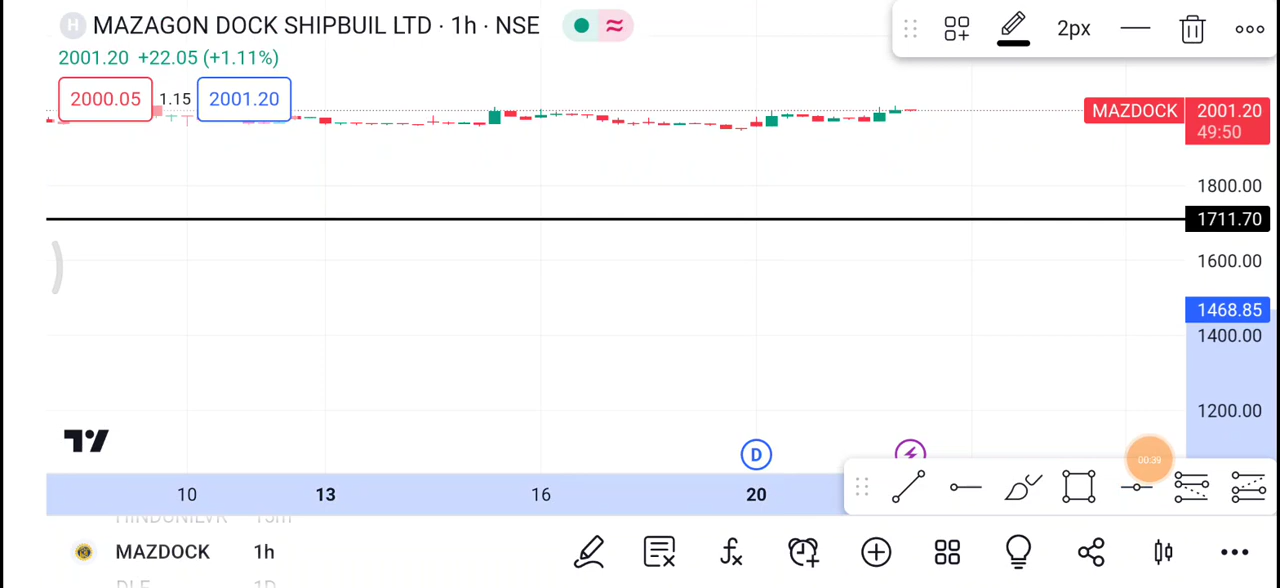 H MAZAGON DOCK SHIPBUIL LTD · 1h · NSE
2px
2001.20 +22.05 (+1.11%)
2000.05 1.15 2001.20
MAZDOCK 2001.20
49:50
1800.00
1711.70
1600.00
1468.85
1400.00
1200.00
D
00:39
10 13 16 20
HINDUNILVR 15m
MAZDOCK 1h
DLF 1D